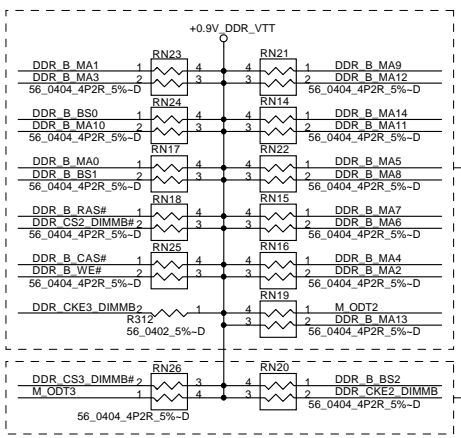 +0.9V_DDR_VTT
RN23 RN21
DDR_B_MA1 1 4 4 1 DDR_B_MA9
DDR_B_MA3 2 3 3 2 DDR_B_MA12
56_0404_4P2R_5%~D 56_0404_4P2R_5%~D
RN24 RN14
DDR_B_BS0 1 4 4 1 DDR_B_MA14
DDR_B_MA10 2 3 3 2 DDR_B_MA11
56_0404_4P2R_5%~D 56_0404_4P2R_5%~D
RN17 RN22
DDR_B_MA0 1 4 4 1 DDR_B_MA5
DDR_B_BS1 2 3 3 2 DDR_B_MA8
56_0404_4P2R_5%~D 56_0404_4P2R_5%~D
RN18 RN15
DDR_B_RAS# 1 4 4 1 DDR_B_MA7
DDR_CS2_DIMMB# 2 3 3 2 DDR_B_MA6
56_0404_4P2R_5%~D 56_0404_4P2R_5%~D
RN25 RN16
DDR_B_CAS# 1 4 4 1 DDR_B_MA4
DDR_B_WE# 2 3 3 2 DDR_B_MA2
56_0404_4P2R_5%~D 56_0404_4P2R_5%~D
RN19
DDR_CKE3_DIMMB 2 1 4 1 M_ODT2
R312 3 2 DDR_B_MA13
56_0402_5%~D 56_0404_4P2R_5%~D
RN26 RN20
DDR_CS3_DIMMB# 2 3 4 1 DDR_B_BS2
M_ODT3 1 4 3 2 DDR_CKE2_DIMMB
56_0404_4P2R_5%~D 56_0404_4P2R_5%~D